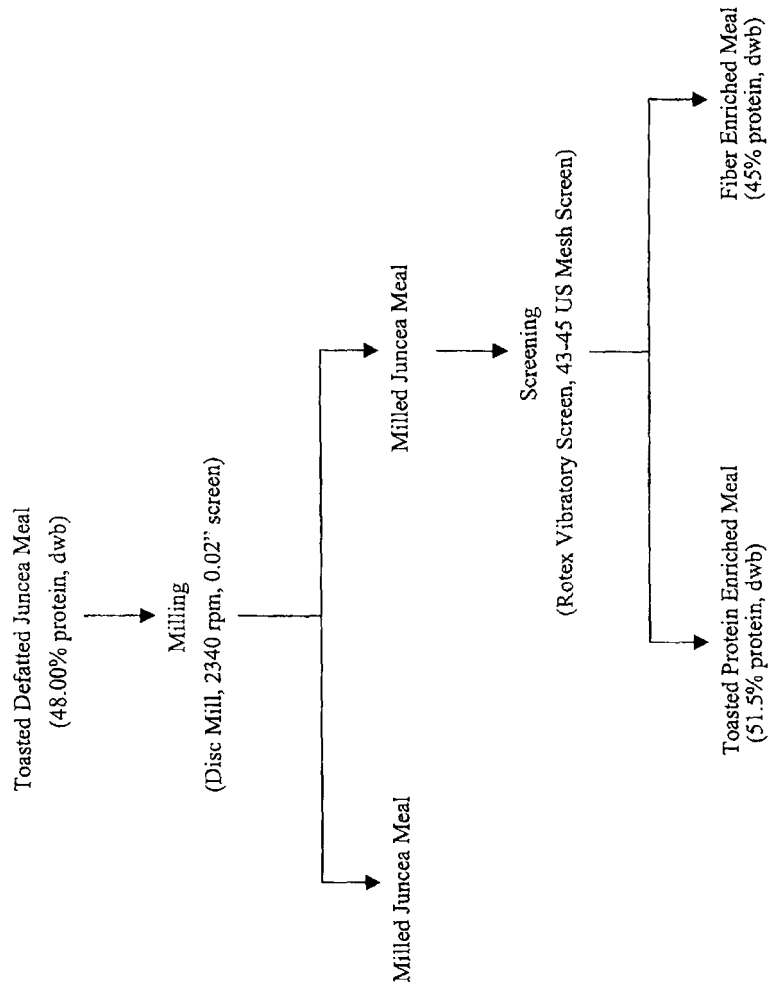 Toasted Defatted Juncea Meal
(48.00% protein, dwb)
Milling
(Disc Mill, 2340 rpm, 0.02" screen)
Milled Juncea Meal
Milled Juncea Meal
Screening
(Rotex Vibratory Screen, 43-45 US Mesh Screen)
Toasted Protein Enriched Meal
(51.5% protein, dwb)
Fiber Enriched Meal
(45% protein, dwb)